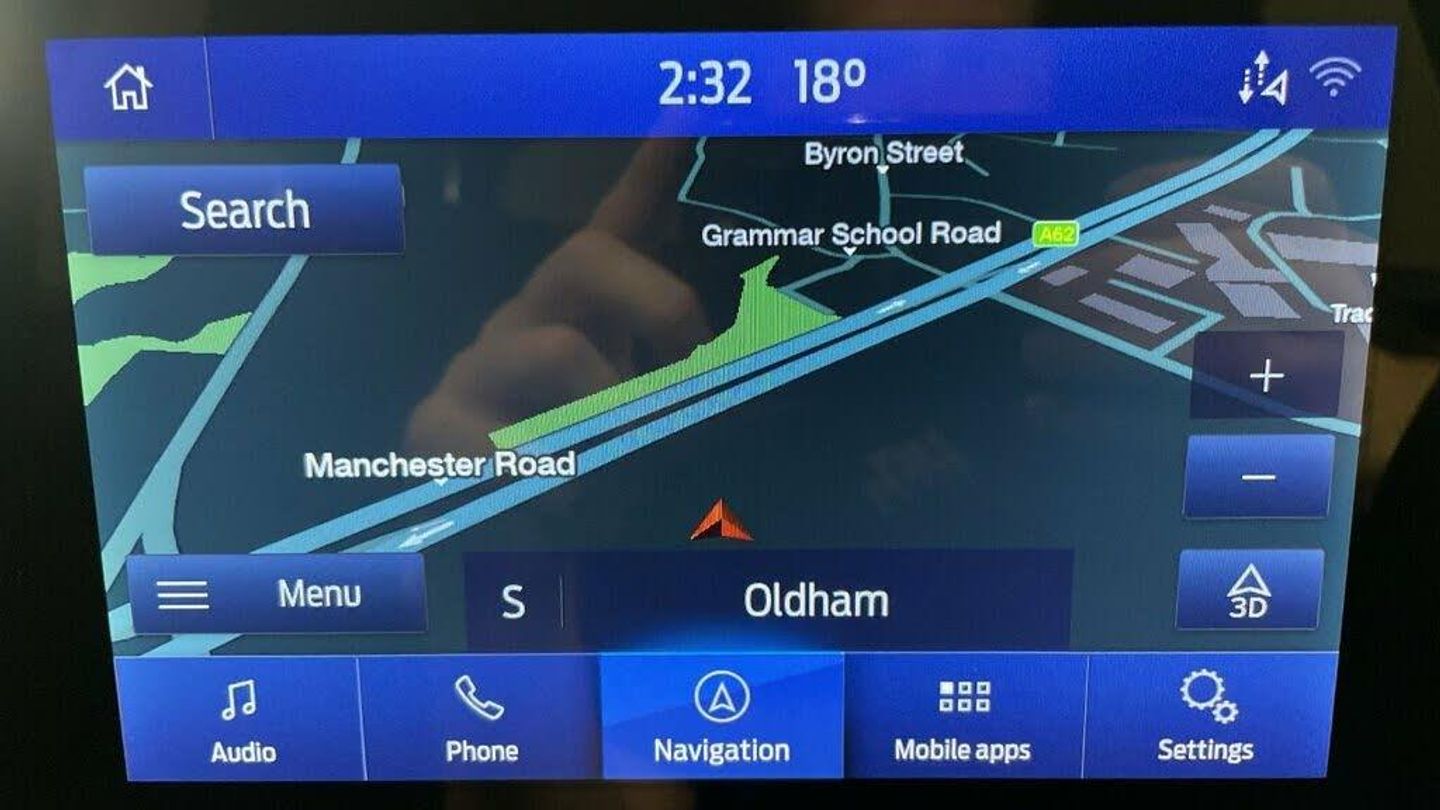 2:32 18º
Search
Byron Street
Grammar School Road
A62
Manchester Road
+
−
Menu
S
Oldham
3D
Audio
Phone
Navigation
Mobile apps
Settings